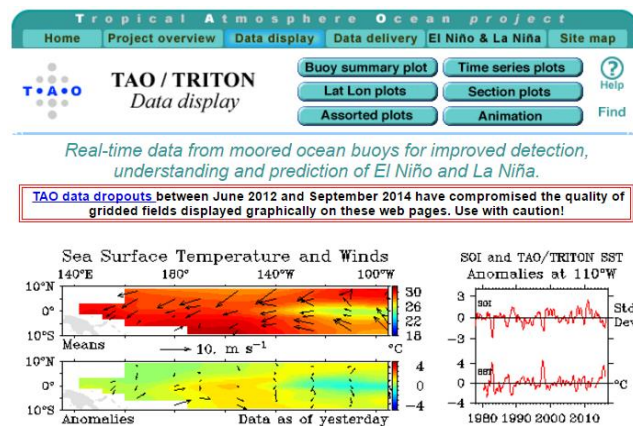 Tropical Atmosphere Ocean project
Home Project overview Data display Data delivery El Niño & La Niña Site map
T•A•O
TAO / TRITON
Data display
Buoy summary plot Time series plots
Lat Lon plots Section plots
Assorted plots Animation
?
Help
Find
Real-time data from moored ocean buoys for improved detection,
understanding and prediction of El Niño and La Niña.
TAO data dropouts between June 2012 and September 2014 have compromised the quality of
gridded fields displayed graphically on these web pages. Use with caution!
Sea Surface Temperature and Winds
140°E 180° 140°W 100°W
10°N
0°
10°S
30
26
22
18
Means 10. m s⁻¹ °C
10°N
0°
10°S
4
0
-4
Anomalies Data as of yesterday
SOI and TAO/TRITON SST
Anomalies at 110°W
3
0
-3
SOI
Std
Dev
4
0
-4
SST
°C
1980 1990 2000 2010